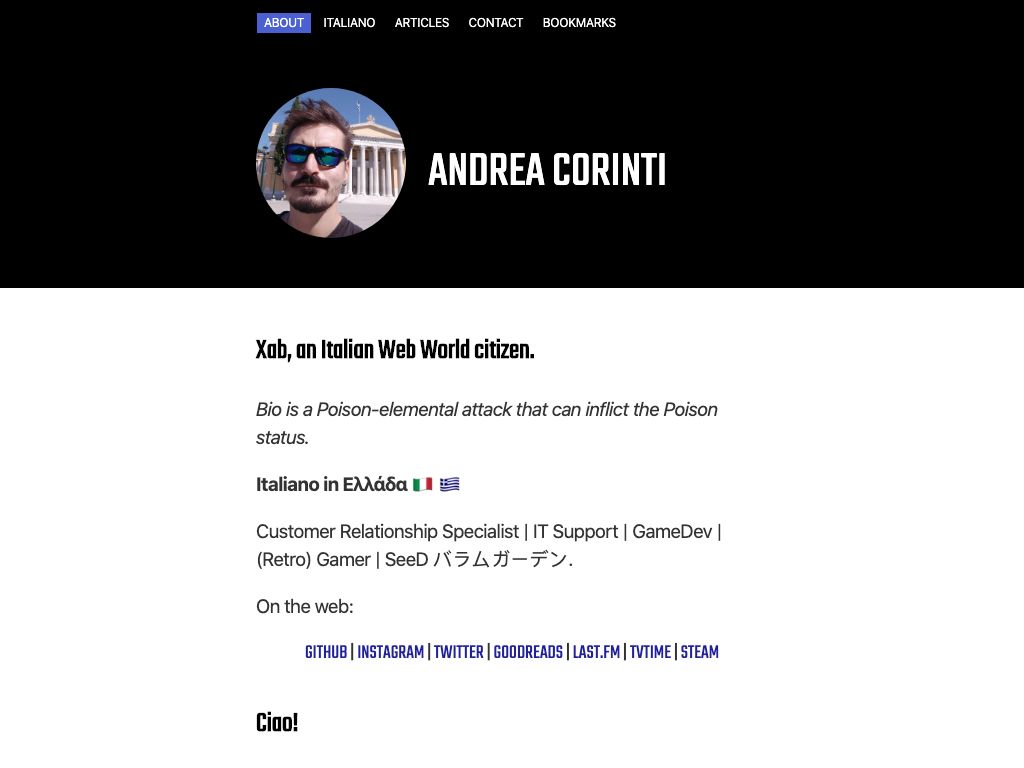 ABOUT ITALIANO ARTICLES CONTACT BOOKMARKS
ANDREA CORINTI
Xab, an Italian Web World citizen.
Bio is a Poison-elemental attack that can inflict the Poison
status.
Italiano in Ελλάδα 🇮🇹 🇬🇷
Customer Relationship Specialist | IT Support | GameDev |
(Retro) Gamer | SeeD バラムガーデン.
On the web:
GITHUB | INSTAGRAM | TWITTER | GOODREADS | LAST.FM | TVTIME | STEAM
Ciao!